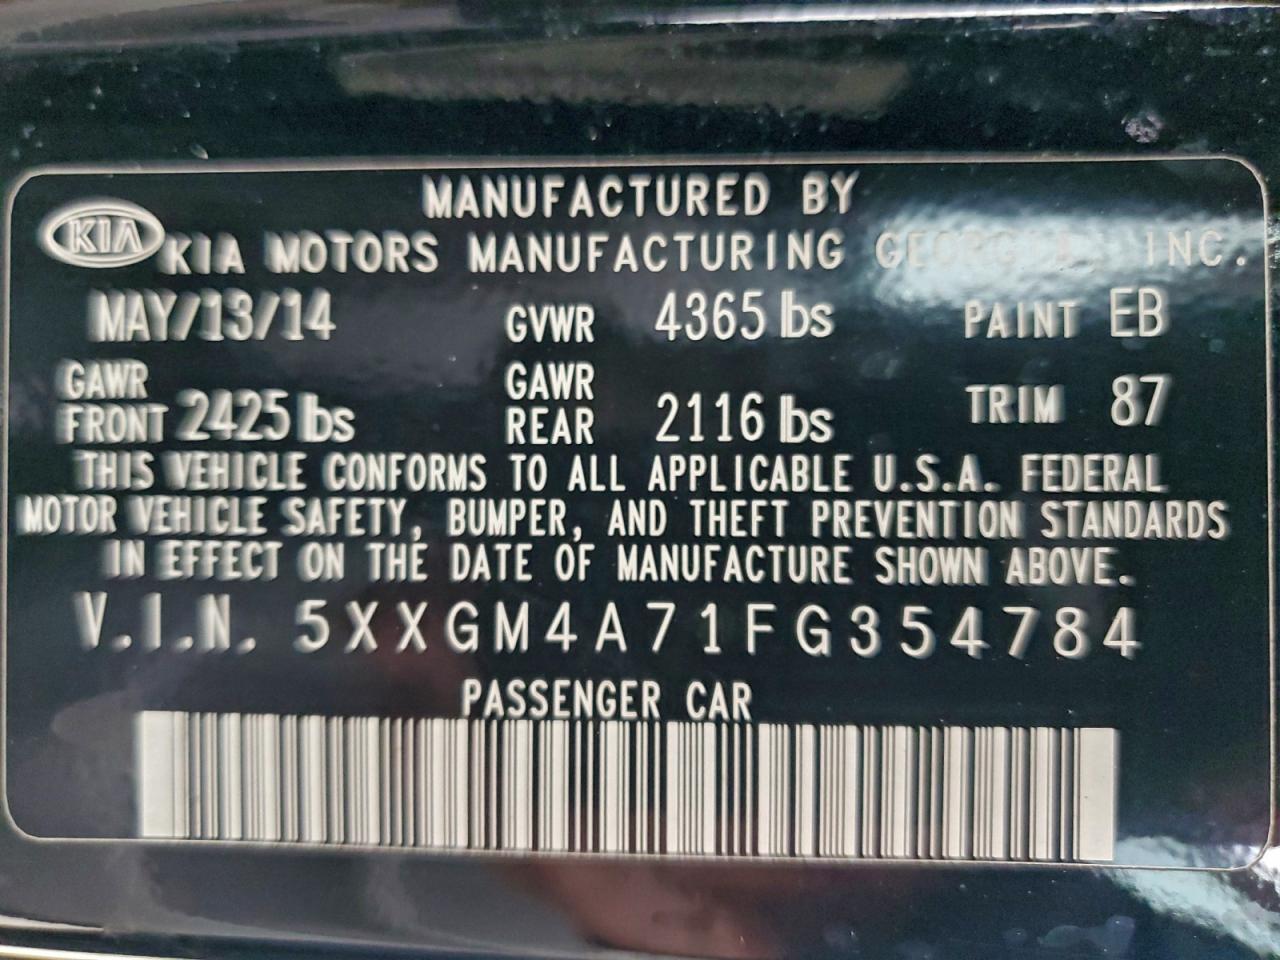 MANUFACTURED BY
KIA KIA MOTORS MANUFACTURING GEORGIA, INC.
MAY/13/14 GVWR 4365 lbs PAINT EB
GAWR FRONT 2425 lbs GAWR REAR 2116 lbs TRIM 87
THIS VEHICLE CONFORMS TO ALL APPLICABLE U.S.A. FEDERAL
MOTOR VEHICLE SAFETY, BUMPER, AND THEFT PREVENTION STANDARDS
IN EFFECT ON THE DATE OF MANUFACTURE SHOWN ABOVE.
V.I.N. 5XXGM4A71FG354784
PASSENGER CAR